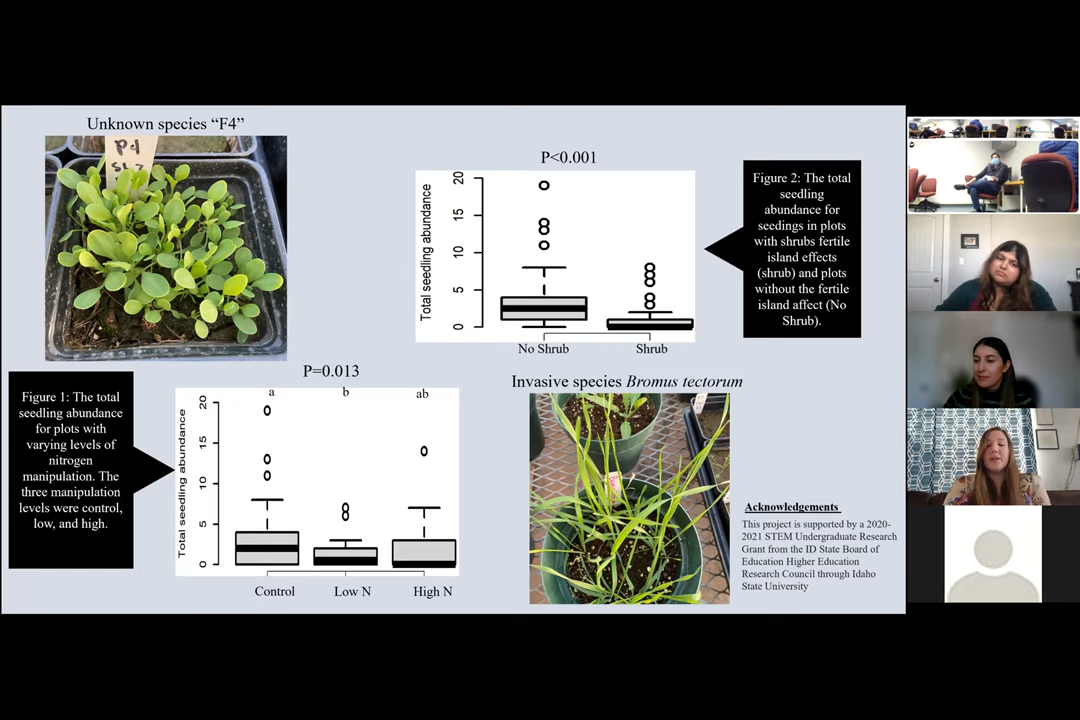 Unknown species “F4”
P4
P<0.001
Total seedling abundance
20
15
10
5
0
No Shrub
Shrub
Figure 2: The total
seedling
abundance for
seedings in plots
with shrubs fertile
island effects
(shrub) and plots
without the fertile
island affect (No
Shrub).
Figure 1: The total
seedling abundance
for plots with
varying levels of
nitrogen
manipulation. The
three manipulation
levels were control,
low, and high.
P=0.013
a
b
ab
Total seedling abundance
20
15
10
5
0
Control
Low N
High N
Invasive species Bromus tectorum
Acknowledgements
This project is supported by a 2020-
2021 STEM Undergraduate Research
Grant from the ID State Board of
Education Higher Education
Research Council through Idaho
State University